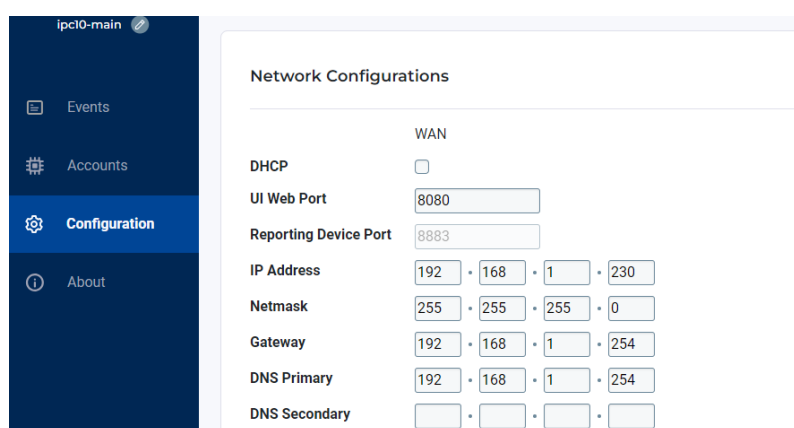 ipc10-main
Network Configurations
Events
WAN
Accounts
DHCP
UI Web Port 8080
Configuration
Reporting Device Port 8883
IP Address 192 . 168 . 1 . 230
About
Netmask 255 . 255 . 255 . 0
Gateway 192 . 168 . 1 . 254
DNS Primary 192 . 168 . 1 . 254
DNS Secondary . . .